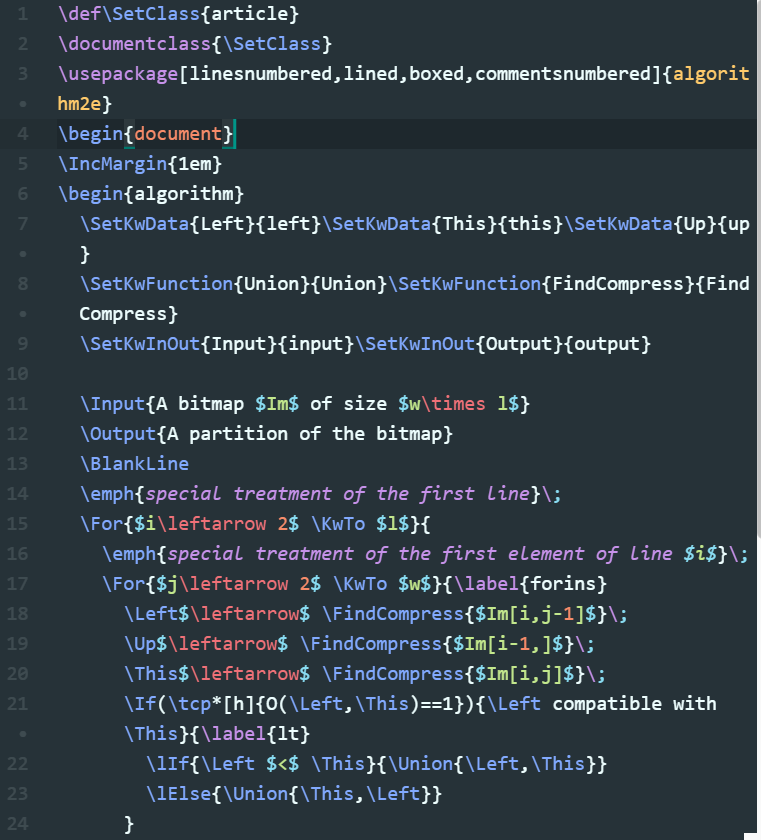 1 \def\SetClass{article}
2 \documentclass{\SetClass}
3 \usepackage[linesnumbered,lined,boxed,commentsnumbered]{algorit
• hm2e}
4 \begin{document}
5 \IncMargin{1em}
6 \begin{algorithm}
7 \SetKwData{Left}{left}\SetKwData{This}{this}\SetKwData{Up}{up
• }
8 \SetKwFunction{Union}{Union}\SetKwFunction{FindCompress}{Find
• Compress}
9 \SetKwInOut{Input}{input}\SetKwInOut{Output}{output}
10
11 \Input{A bitmap $Im$ of size $w\times l$}
12 \Output{A partition of the bitmap}
13 \BlankLine
14 \emph{special treatment of the first line}\;
15 \For{$i\leftarrow 2$ \KwTo $l$}{
16 \emph{special treatment of the first element of line $i$}\;
17 \For{$j\leftarrow 2$ \KwTo $w$}{\label{forins}
18 \Left$\leftarrow$ \FindCompress{$Im[i,j-1]$}\;
19 \Up$\leftarrow$ \FindCompress{$Im[i-1,]$}\;
20 \This$\leftarrow$ \FindCompress{$Im[i,j]$}\;
21 \If(\tcp*[h]{O(\Left,\This)==1}){\Left compatible with
• \This}{\label{lt}
22 \lIf{\Left $<$ \This}{\Union{\Left,\This}}
23 \lElse{\Union{\This,\Left}}
24 }